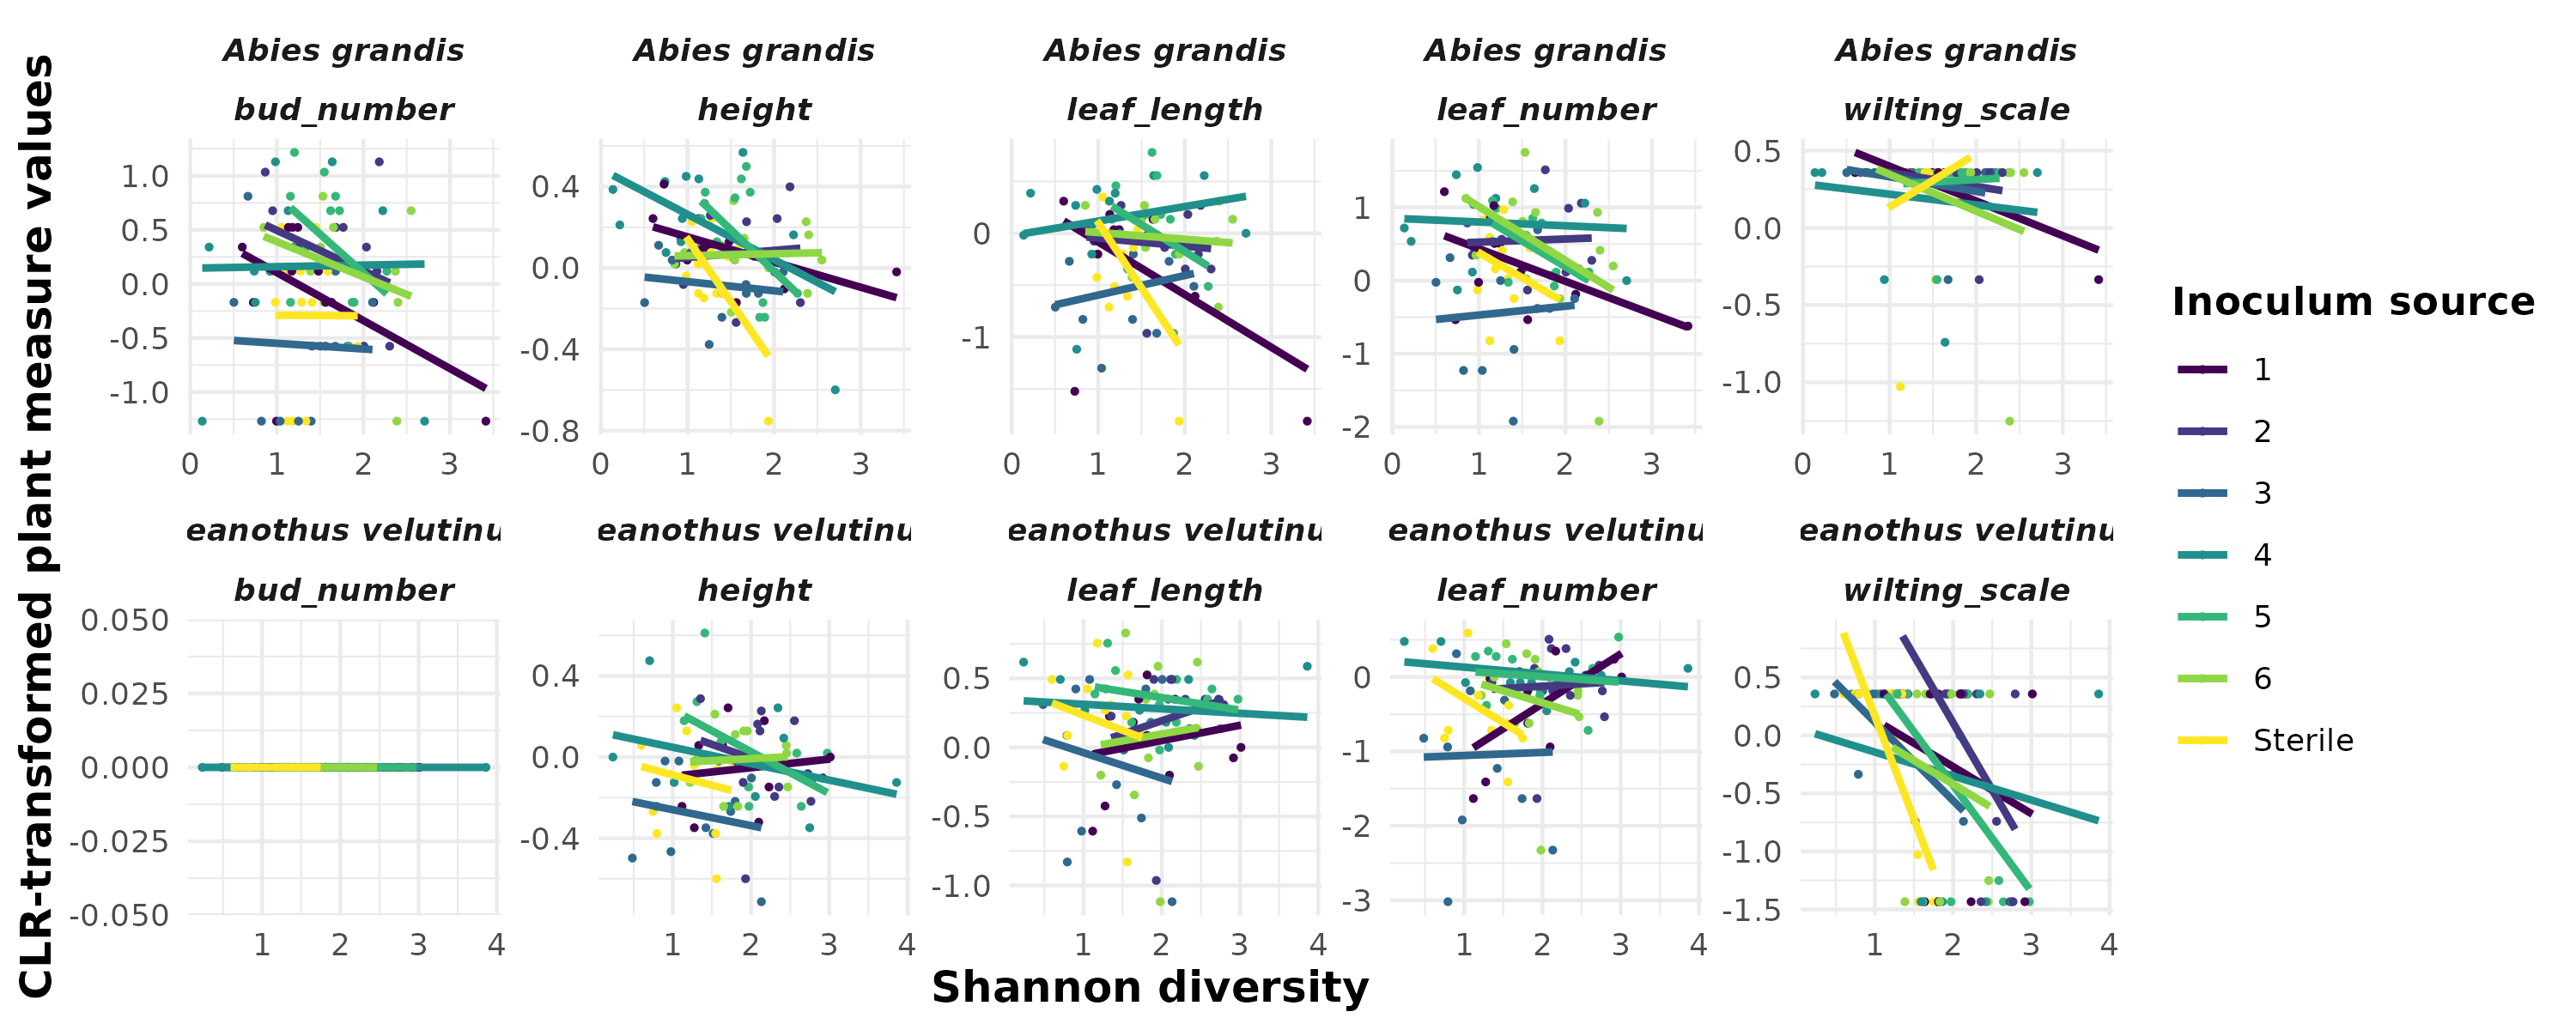 CLR-transformed plant measure values
Abies grandis
bud_number
Abies grandis
height
Abies grandis
leaf_length
Abies grandis
leaf_number
Abies grandis
wilting_scale
1.0
0.5
0.0
-0.5
-1.0
0 1 2 3
0.4
0.0
-0.4
-0.8
0 1 2 3
0
-1
0 1 2 3
1
0
-1
-2
0 1 2 3
0.5
0.0
-0.5
-1.0
0 1 2 3
eanothus velutinu
bud_number
eanothus velutinu
height
eanothus velutinu
leaf_length
eanothus velutinu
leaf_number
eanothus velutinu
wilting_scale
0.050
0.025
0.000
-0.025
-0.050
1 2 3 4
0.4
0.0
-0.4
1 2 3 4
0.5
0.0
-0.5
-1.0
1 2 3 4
0
-1
-2
-3
1 2 3 4
0.5
0.0
-0.5
-1.0
-1.5
1 2 3 4
Shannon diversity
Inoculum source
1
2
3
4
5
6
Sterile